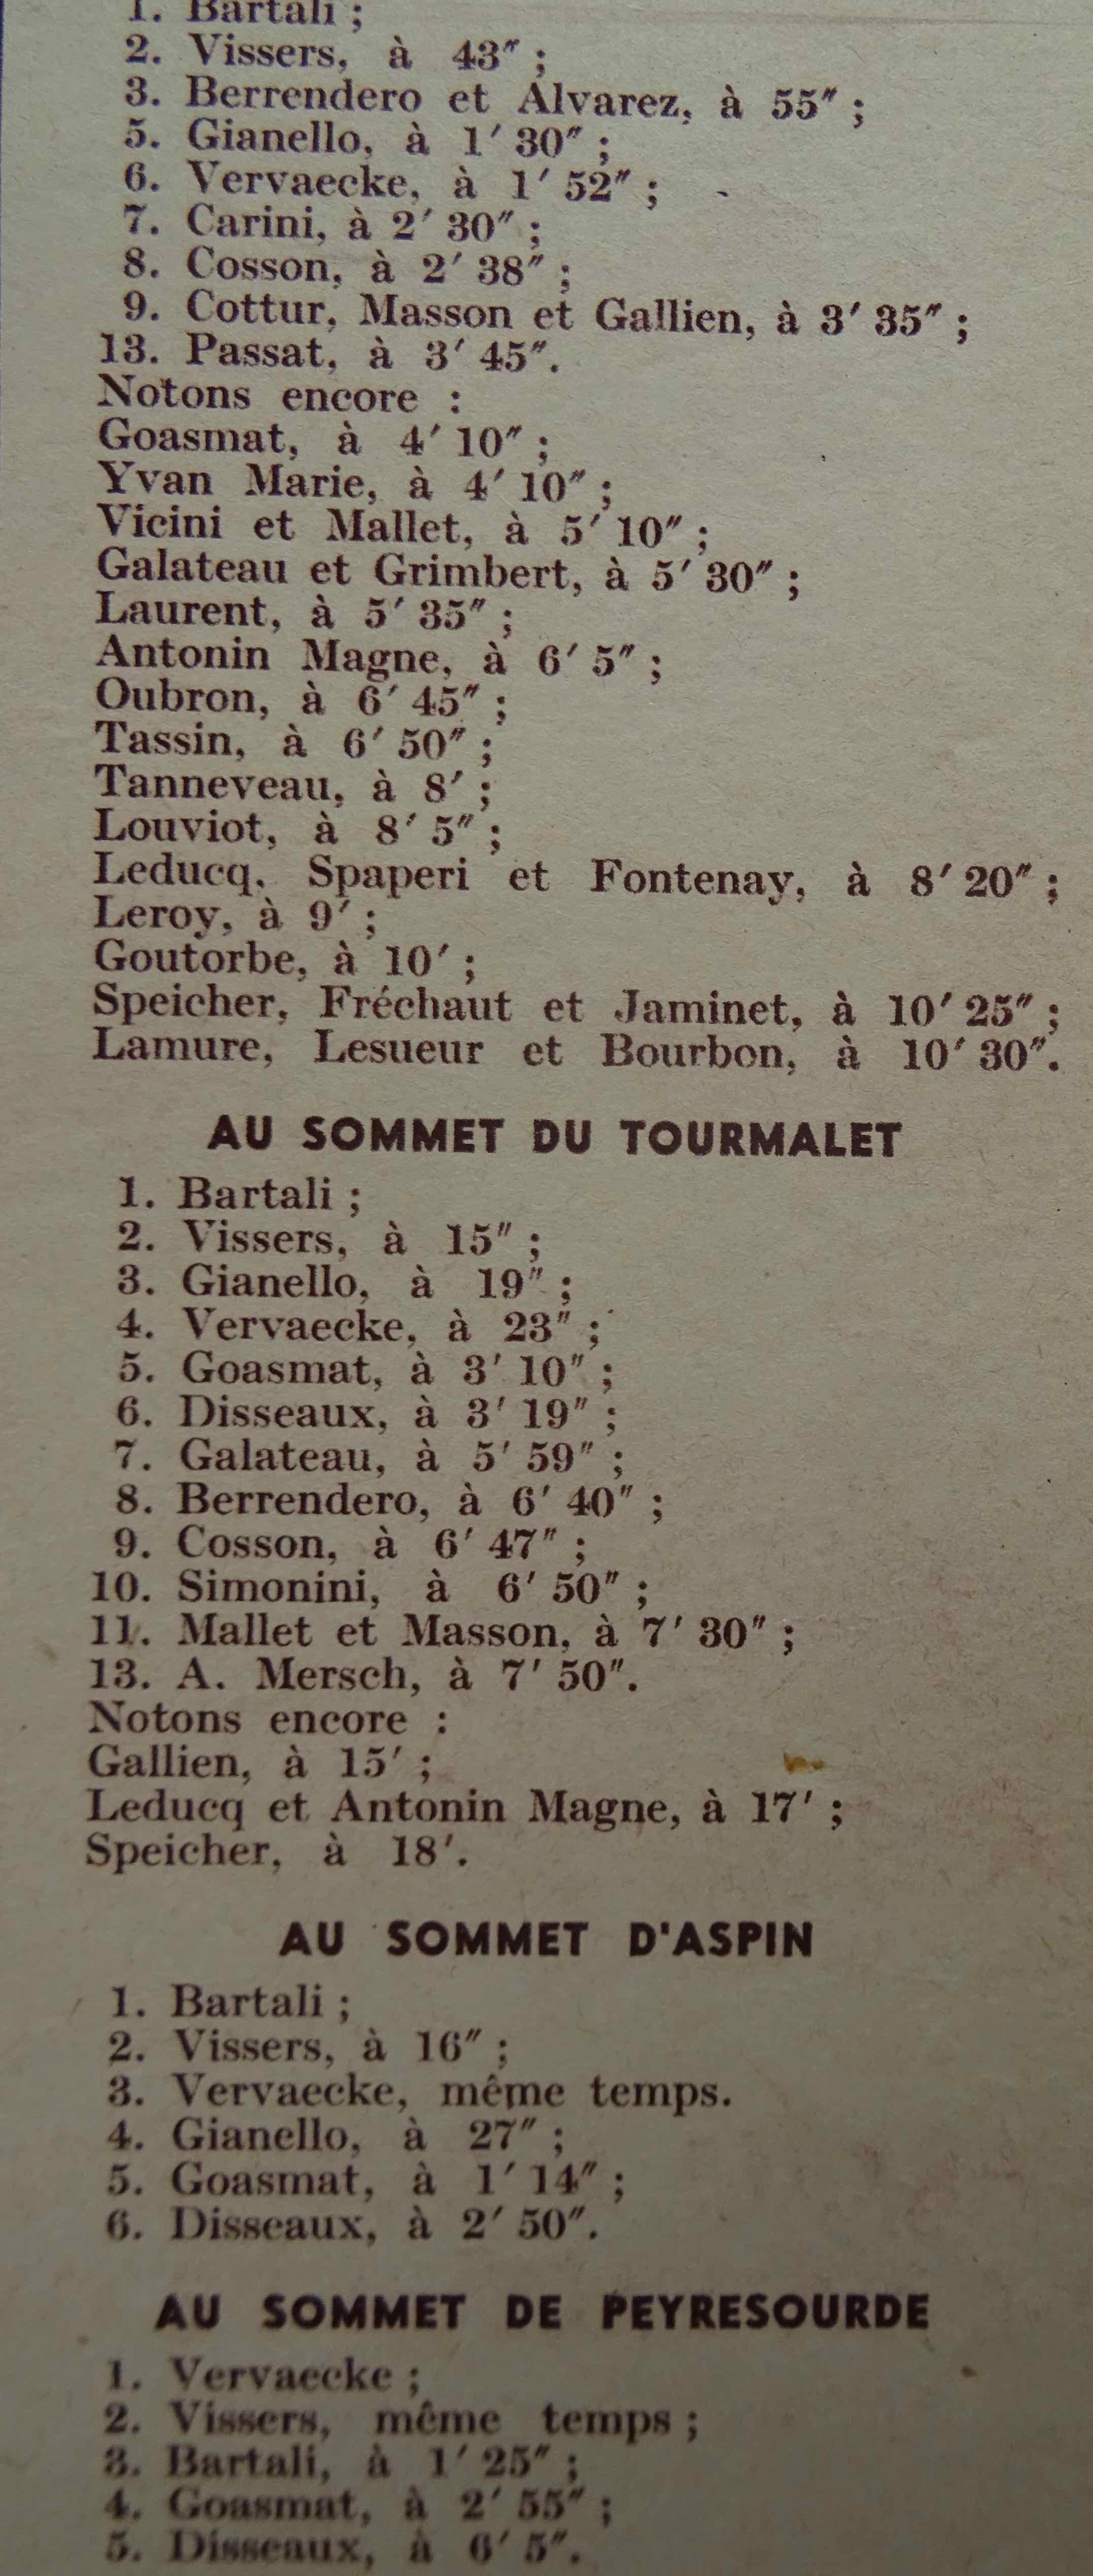 1. Bartali ;
2. Vissers, à 43″ ;
3. Berrendero et Alvarez, à 55″ ;
5. Gianello, à 1′ 30″ ;
6. Vervaecke, à 1′ 52″ ;
7. Carini, à 2′ 30″ ;
8. Cosson, à 2′ 38″ ;
9. Cottur, Masson et Gallien, à 3′ 35″ ;
13. Passat, à 3′ 45″.
Notons encore :
Goasmat, à 4′ 10″ ;
Yvan Marie, à 4′ 10″ ;
Vicini et Mallet, à 5′ 10″ ;
Galateau et Grimbert, à 5′ 30″ ;
Laurent, à 5′ 35″ ;
Antonin Magne, à 6′ 5″ ;
Oubron, à 6′ 45″ ;
Tassin, à 6′ 50″ ;
Tanneveau, à 8′ ;
Louviot, à 8′ 5″ ;
Leducq, Spaperi et Fontenay, à 8′ 20″ ;
Leroy, à 9′ ;
Goutorbe, à 10′ ;
Speicher, Fréchaut et Jaminet, à 10′ 25″ ;
Lamure, Lesueur et Bourbon, à 10′ 30″.
AU SOMMET DU TOURMALET
1. Bartali ;
2. Vissers, à 15″ ;
3. Gianello, à 19″ ;
4. Vervaecke, à 23″ ;
5. Goasmat, à 3′ 10″ ;
6. Disseaux, à 3′ 19″ ;
7. Galateau, à 5′ 59″ ;
8. Berrendero, à 6′ 40″ ;
9. Cosson, à 6′ 47″ ;
10. Simonini, à 6′ 50″ ;
11. Mallet et Masson, à 7′ 30″ ;
13. A. Mersch, à 7′ 50″.
Notons encore :
Gallien, à 15′ ;
Leducq et Antonin Magne, à 17′ ;
Speicher, à 18′.
AU SOMMET D'ASPIN
1. Bartali ;
2. Vissers, à 16″ ;
3. Vervaecke, même temps.
4. Gianello, à 27″ ;
5. Goasmat, à 1′ 14″ ;
6. Disseaux, à 2′ 50″.
AU SOMMET DE PEYRESOURDE
1. Vervaecke ;
2. Vissers, même temps ;
3. Bartali, à 1′ 25″ ;
4. Goasmat, à 2′ 55″ ;
5. Disseaux, à 6′ 5″.